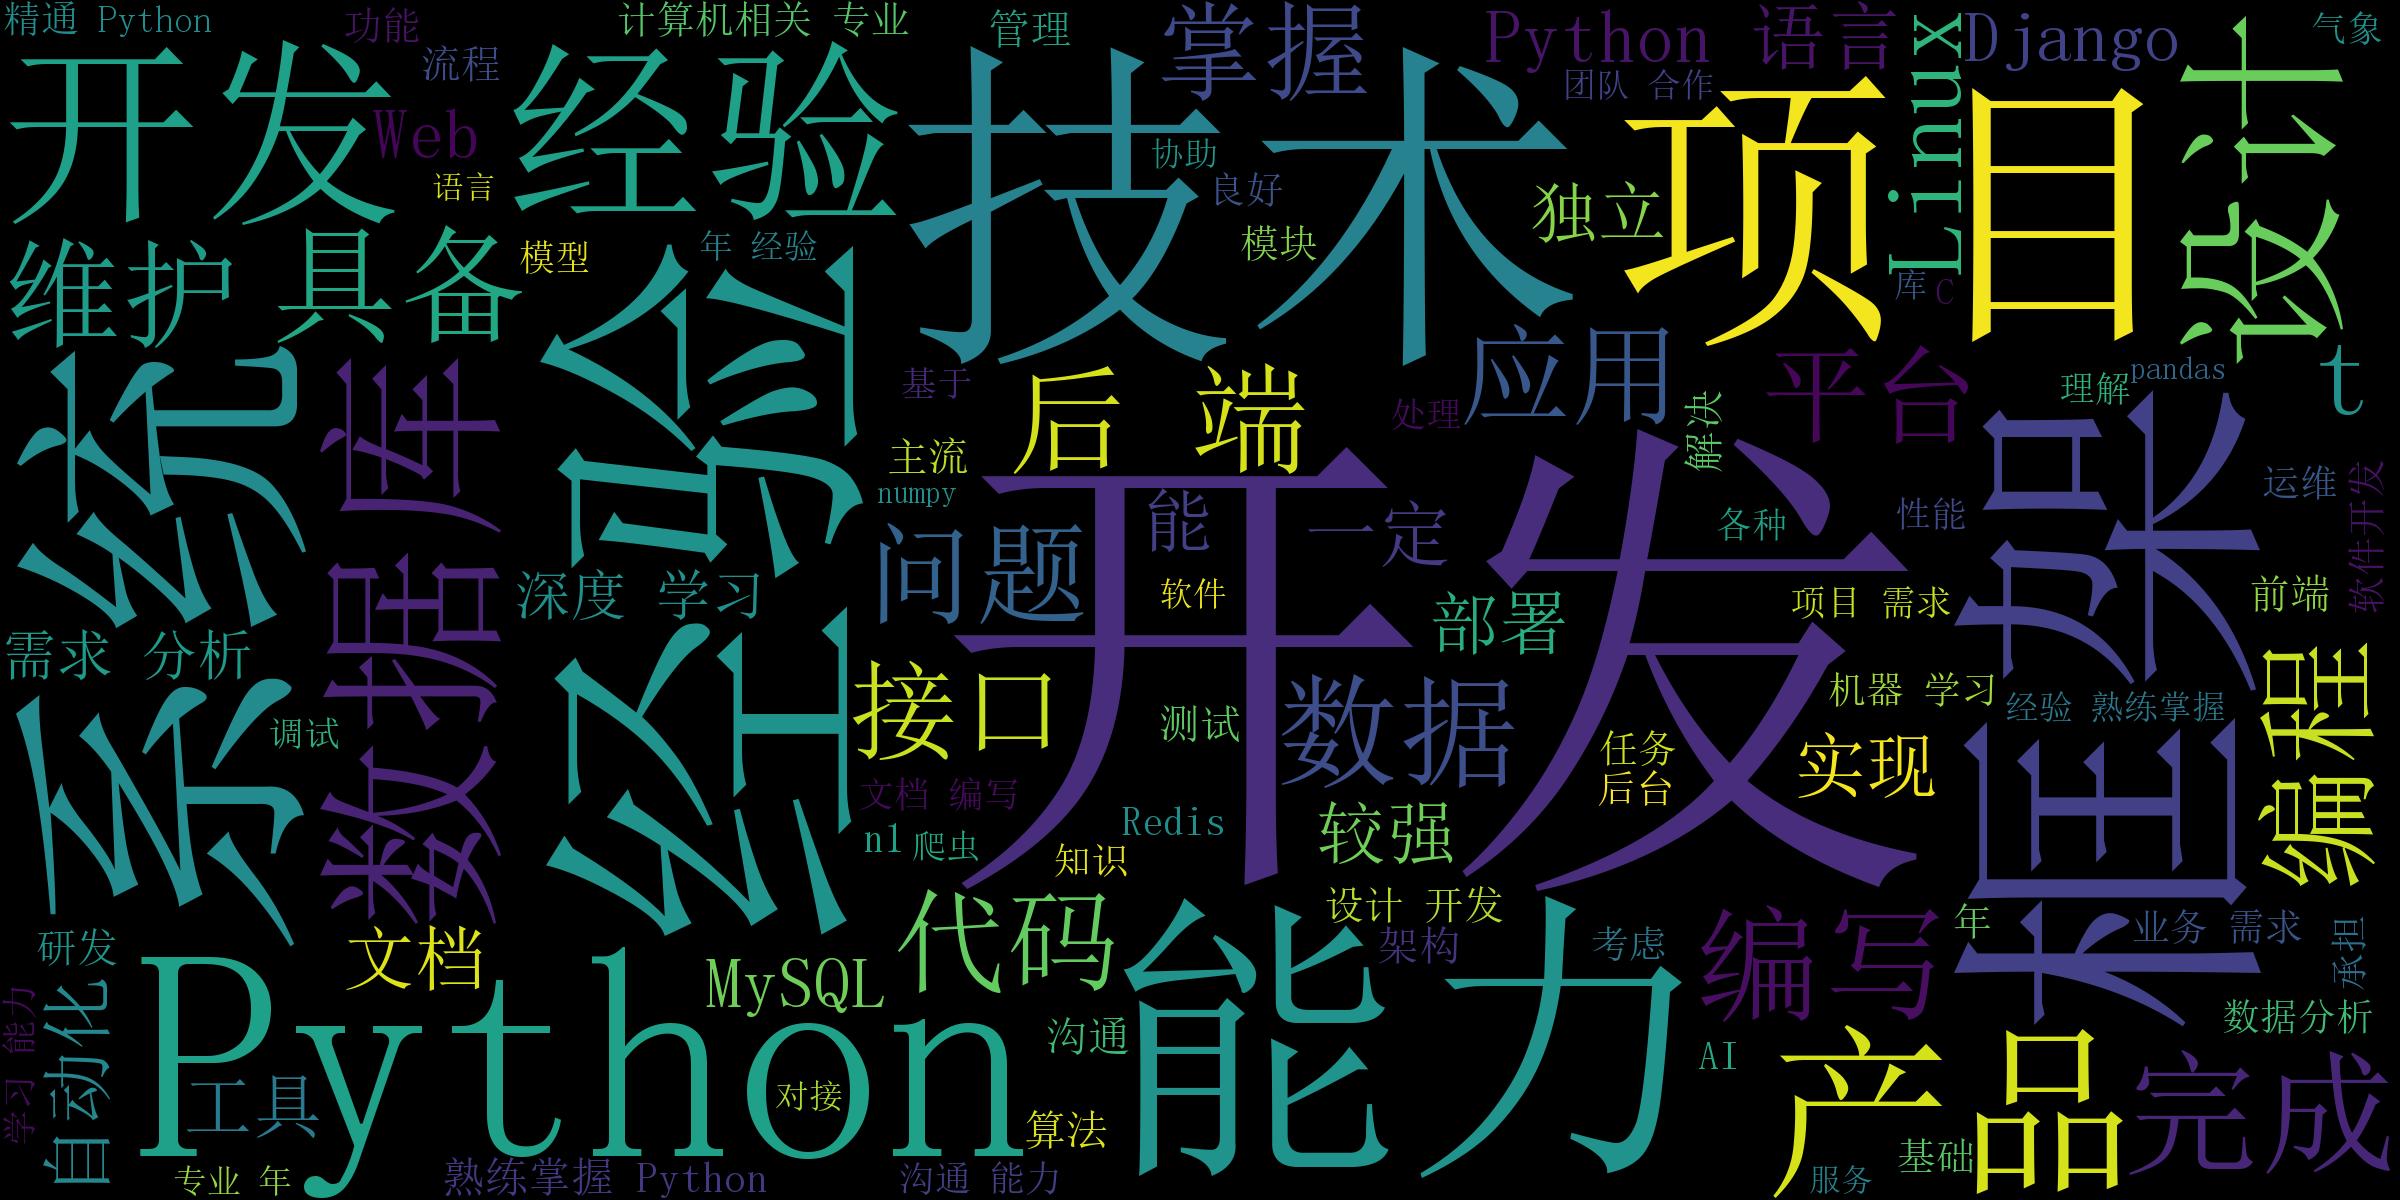 精通 Python
功能
计算机相关 专业
管理
掌握
Python 语言
Linux
Django
设计
气象
开发
流程
经验
技术
团队 合作
项目
Web
协助
语言
良好
独立
维护
具备
模型
年 经验
模块
库
C
系统
数据库
经验
基于
后 端
应用
处理
解决
平台
理解
pandas
t
主流
numpy
框架
运维
软件开发
问题
能
一定
开发
各种
性能
深度 学习
软件
部署
项目 需求
前端
需求 分析
接口
数据
机器 学习
编程
调试
测试
经验 熟练掌握
任务
实现
文档 编写
后台
n1
爬虫
Redis
知识
较强
文档
研发
代码
能力
设计 开发
架构
考虑
编写
年
业务 需求
承担
Python
MySQL
自动化
学习 能力
沟通
AI
数据分析
工具
对接
算法
产品
完成
基础
专业 年
熟练掌握 Python
沟通 能力
服务